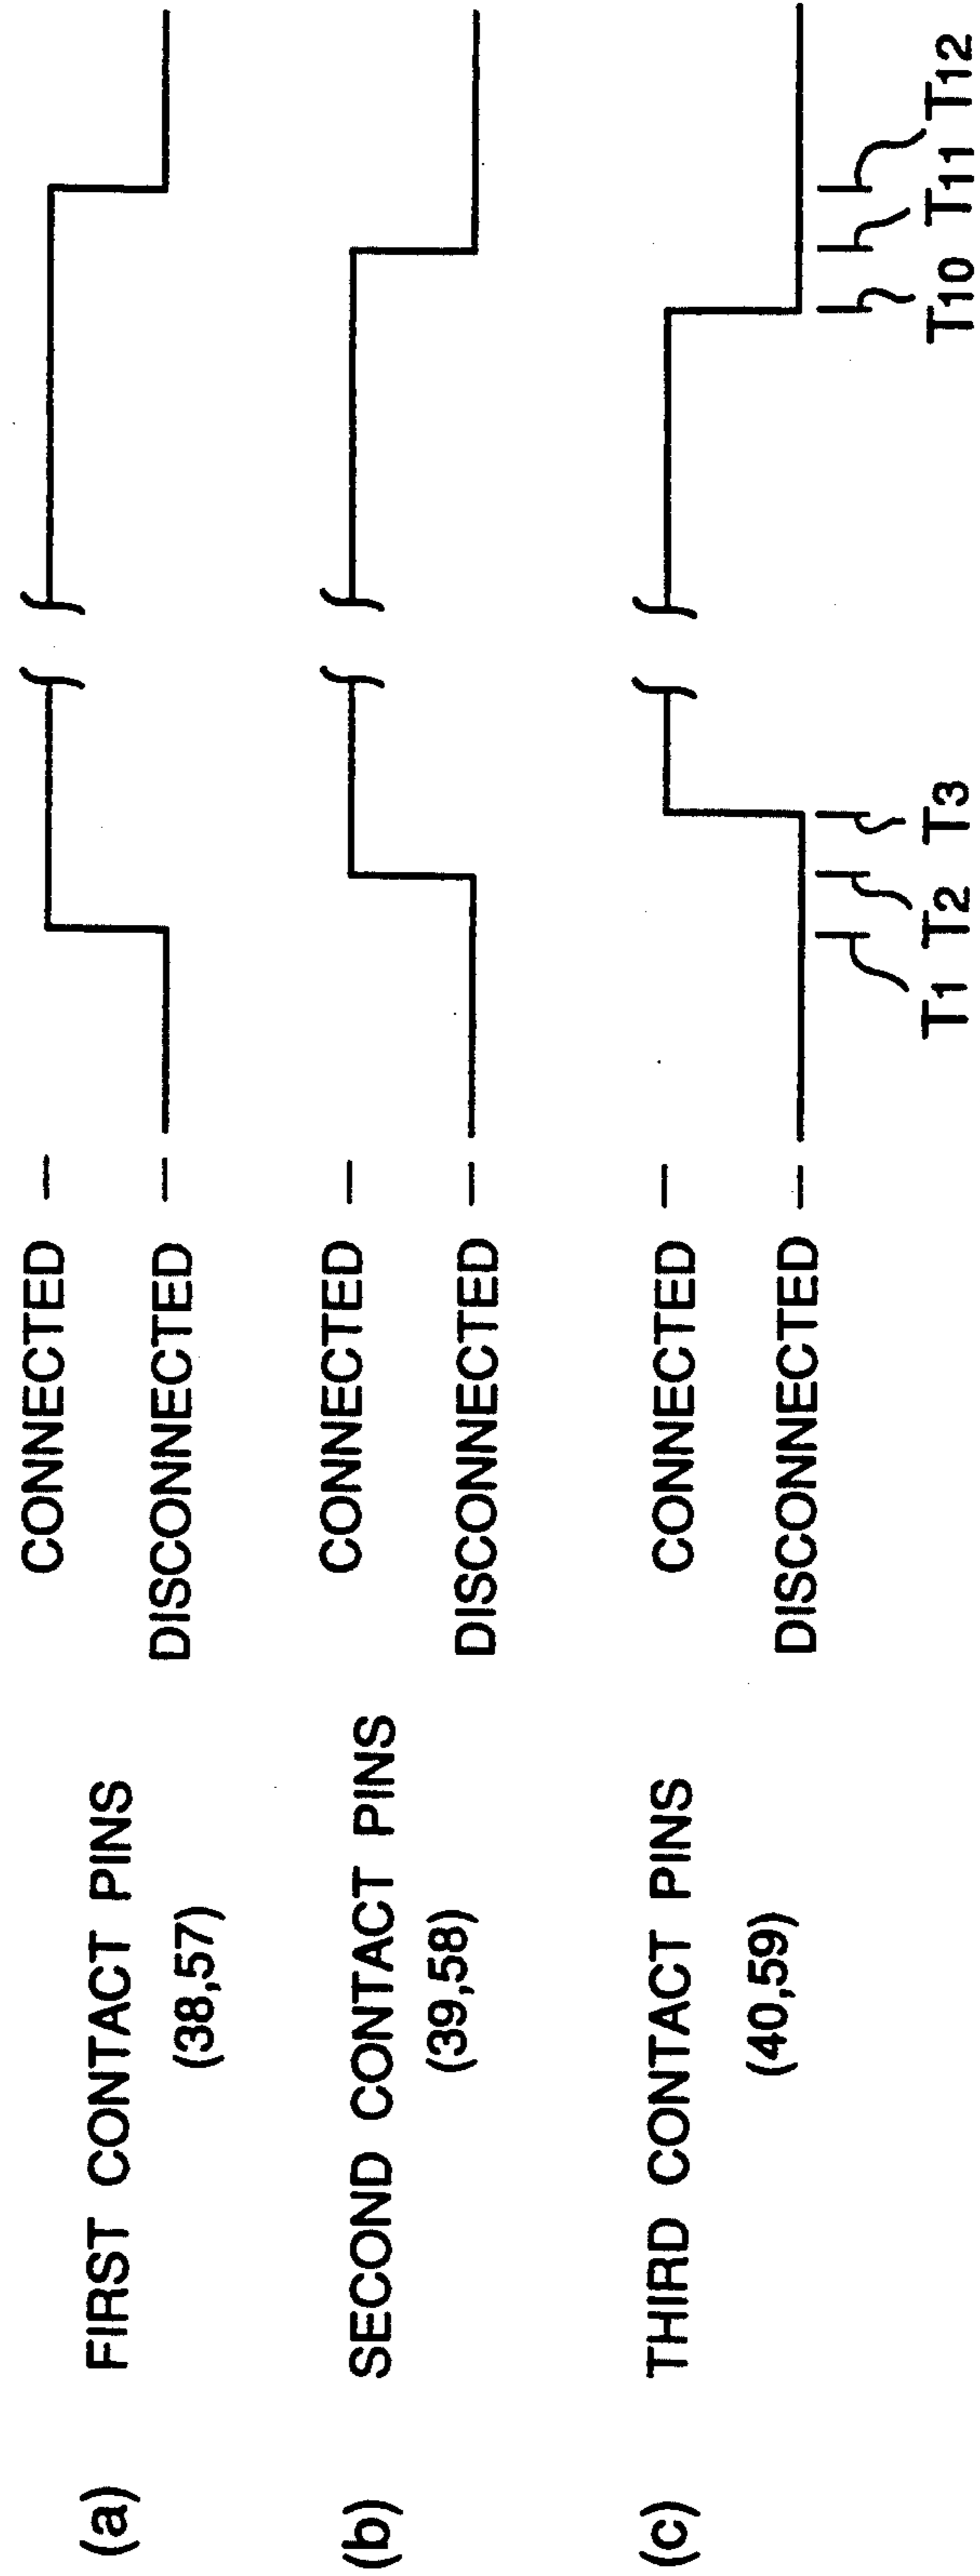 (a) FIRST CONTACT PINS
(38,57)
CONNECTED
DISCONNECTED
(b) SECOND CONTACT PINS
(39,58)
CONNECTED
DISCONNECTED
(c) THIRD CONTACT PINS
(40,59)
CONNECTED
DISCONNECTED
T1 T2 T3 T10 T11 T12